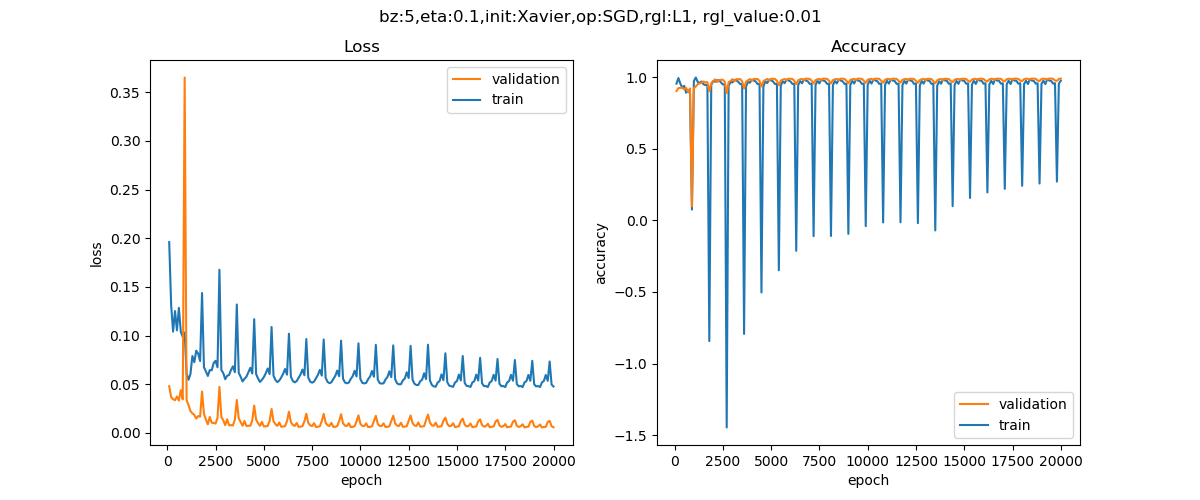 bz:5,eta:0.1,init:Xavier,op:SGD,rgl:L1, rgl_value:0.01
Loss
0.35
0.30
0.25
0.20
0.15
0.10
0.05
0.00
loss
0 2500 5000 7500 10000 12500 15000 17500 20000
epoch
validation
train
Accuracy
1.0
0.5
0.0
−0.5
−1.0
−1.5
accuracy
0 2500 5000 7500 10000 12500 15000 17500 20000
epoch
validation
train